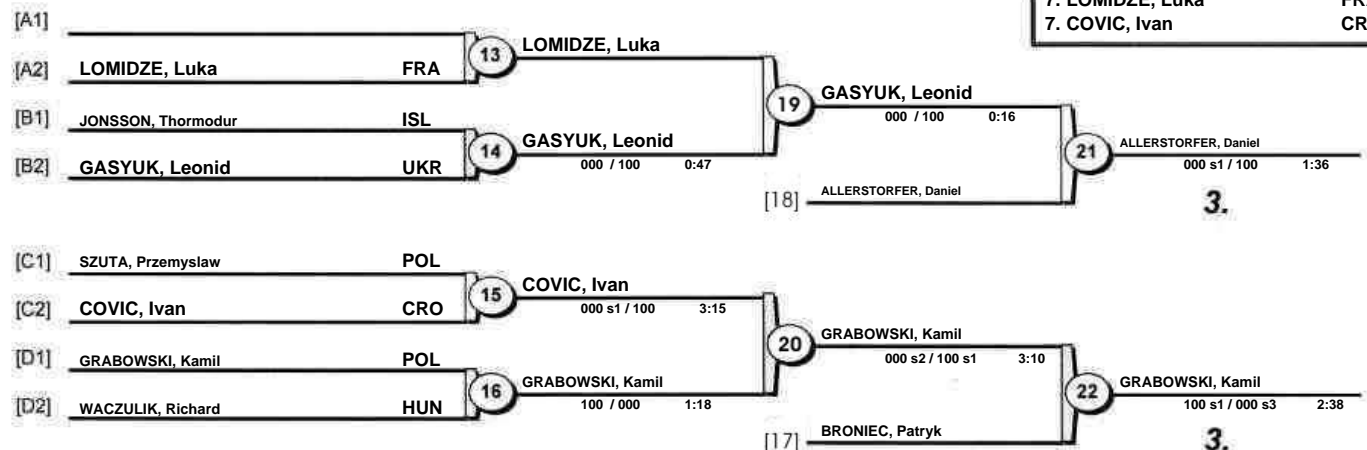 7. LOMIDZE, Luka
7. COVIC, Ivan CR
[A1]
[A2] LOMIDZE, Luka FRA
13 LOMIDZE, Luka
[B1] JONSSON, Thormodur ISL
[B2] GASYUK, Leonid UKR
14 GASYUK, Leonid
000 / 100 0:47
19 GASYUK, Leonid
000 / 100 0:16
[18] ALLERSTORFER, Daniel
21 ALLERSTORFER, Daniel
000 s1 / 100 1:36
3.
[C1] SZUTA, Przemyslaw POL
[C2] COVIC, Ivan CRO
15 COVIC, Ivan
000 s1 / 100 3:15
[D1] GRABOWSKI, Kamil POL
[D2] WACZULIK, Richard HUN
16 GRABOWSKI, Kamil
100 / 000 1:18
20 GRABOWSKI, Kamil
000 s2 / 100 s1 3:10
[17] BRONIEC, Patryk
22 GRABOWSKI, Kamil
100 s1 / 000 s3 2:38
3.